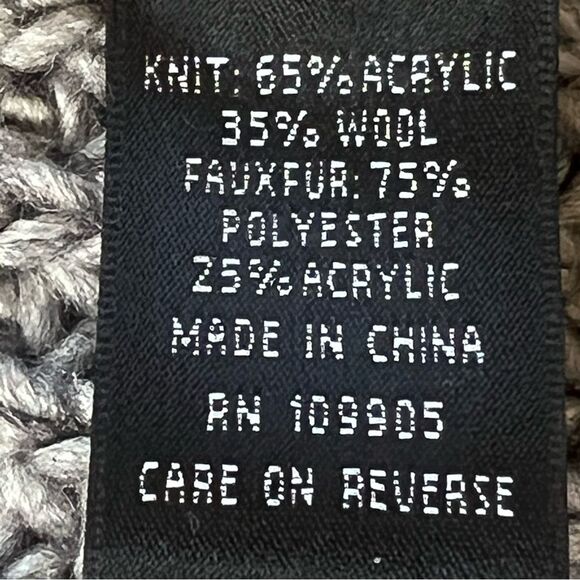 KNIT: 65% ACRYLIC
35% WOOL
FAUXFUR: 75%
POLYESTER
25% ACRYLIC
MADE IN CHINA
RN 109905
CARE ON REVERSE